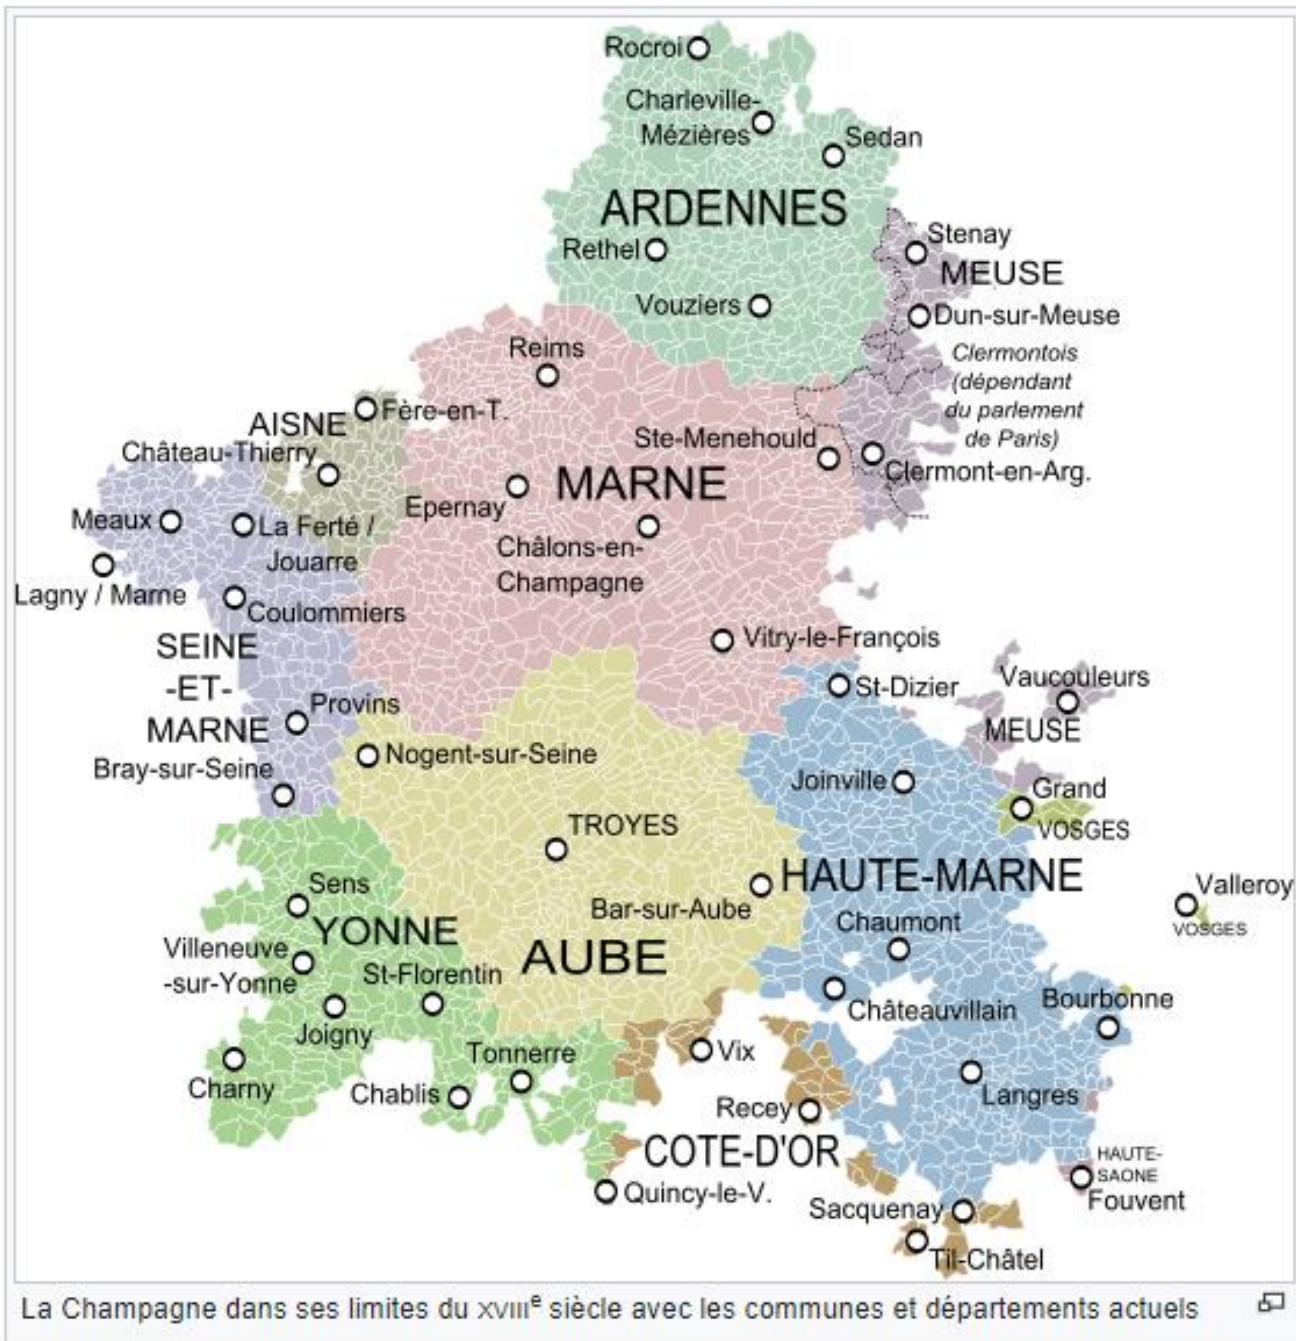 Rocroi
Charleville-
Mézières
Sedan
ARDENNES
Rethel
Stenay
MEUSE
Vouziers
Dun-sur-Meuse
Reims
Clermontois
(dépendant
du parlement
de Paris)
AISNE
Fère-en-T.
Château-Thierry
Ste-Menehould
MARNE
Clermont-en-Arg.
Epernay
Meaux
La Ferté /
Jouarre
Châlons-en-
Champagne
Lagny / Marne
Coulommiers
Vitry-le-François
SEINE
-ET-
MARNE
St-Dizier
Vaucouleurs
MEUSE
Provins
Nogent-sur-Seine
Bray-sur-Seine
Joinville
Grand
VOSGES
TROYES
HAUTE-MARNE
Sens
Bar-sur-Aube
Valleroy
VOSGES
YONNE
Chaumont
Villeneuve
-sur-Yonne
AUBE
St-Florentin
Châteauvillain
Bourbonne
Joigny
Tonnerre
Vix
Charny
Chablis
Recey
Langres
COTE-D'OR
HAUTE-
SAONE
Fouvent
Quincy-le-V.
Sacquenay
Til-Châtel
La Champagne dans ses limites du XVIIIe siècle avec les communes et départements actuels